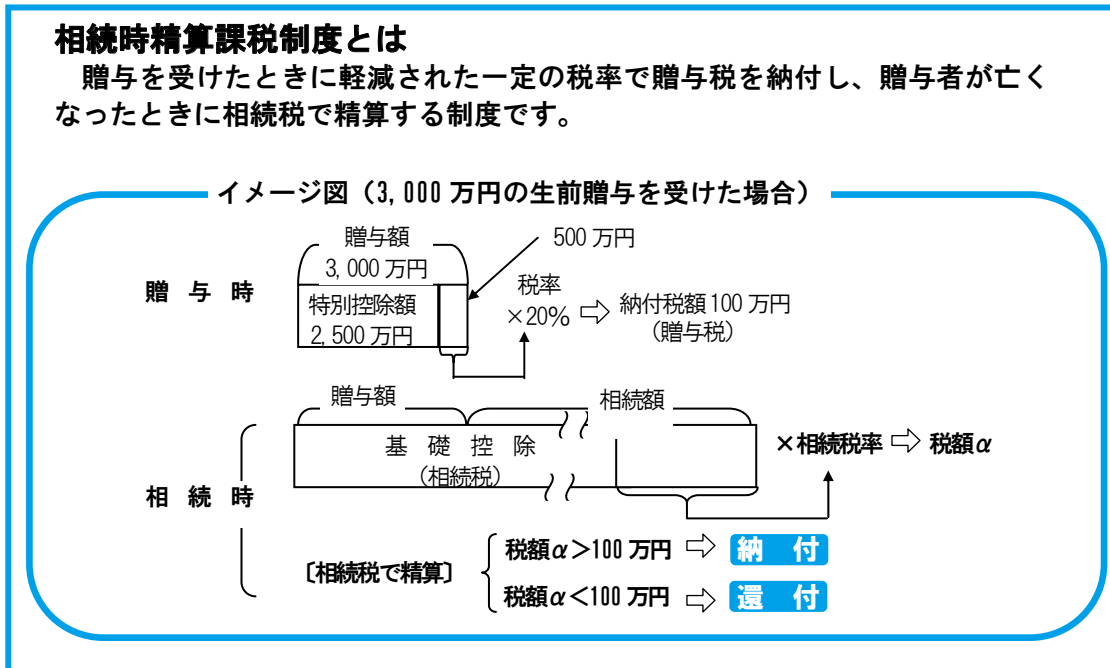 相続時精算課税制度とは
贈与を受けたときに軽減された一定の税率で贈与税を納付し、贈与者が亡く
なったときに相続税で精算する制度です。
イメージ図（3,000万円の生前贈与を受けた場合）
贈与時
贈与額
3,000万円
500万円
特別控除額
2,500万円
税率
×20%
⇨ 納付税額100万円
（贈与税）
相続時
贈与額
相続額
基礎控除
（相続税）
×相続税率 ⇨ 税額α
〔相続税で精算〕
税額α＞100万円 ⇨ 納付
税額α＜100万円 ⇨ 還付